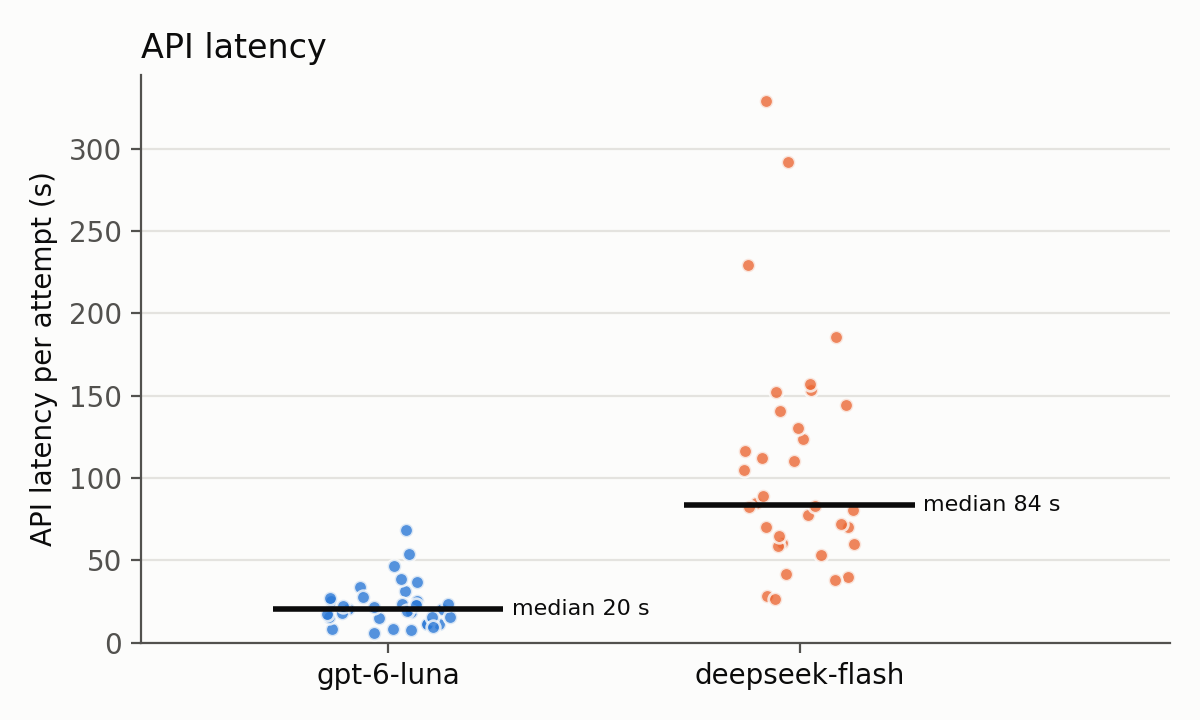 API latency
API latency per attempt (s)
300
250
200
150
100
50
0
median 20 s
median 84 s
gpt-6-luna
deepseek-flash